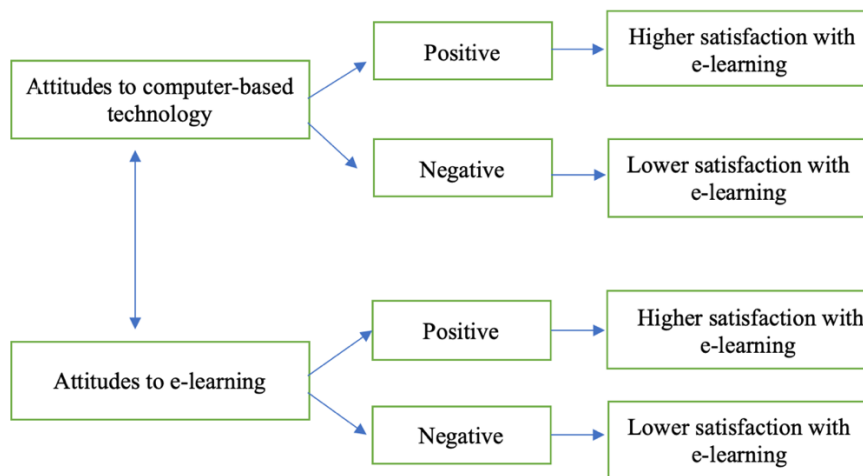 Positive
Higher satisfaction with
e-learning
Attitudes to computer-based
technology
Negative
Lower satisfaction with
e-learning
Positive
Higher satisfaction with
e-learning
Attitudes to e-learning
Negative
Lower satisfaction with
e-learning